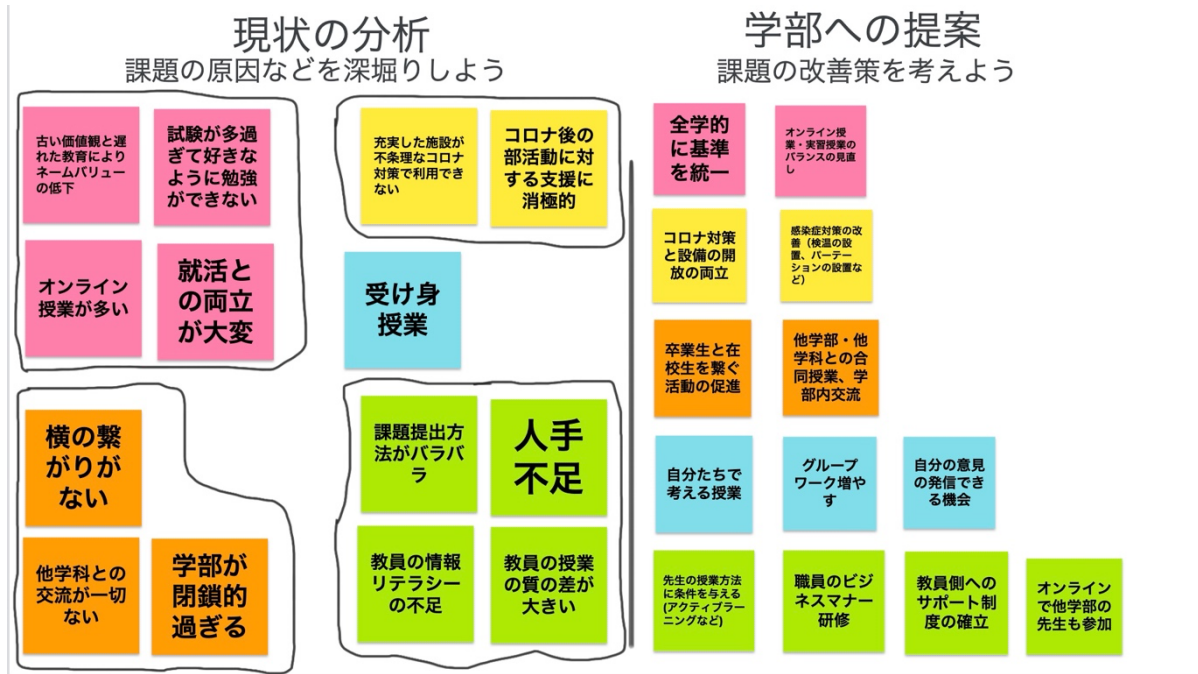 現状の分析
課題の原因などを深堀りしよう
古い価値観と遅
れた教育により
ネームバリュー
の低下
試験が多過
ぎて好きな
ように勉強
ができない
オンライン
授業が多い
就活と
の両立
が大変
充実した施設が
不条理なコロナ
対策で利用でき
ない
コロナ後の
部活動に対
する支援に
消極的
受け身
授業
横の繋
がりが
ない
他学科との
交流が一切
ない
学部が
閉鎖的
過ぎる
課題提出方
法がバラバ
ラ
人手
不足
教員の情報
リテラシー
の不足
教員の授業
の質の差が
大きい
学部への提案
課題の改善策を考えよう
全学的
に基準
を統一
オンライン授
業・実習授業の
バランスの見直
し
コロナ対策
と設備の開
放の両立
感染症対策の改
善（検温の設
置、パーテー
ションの設置な
ど）
卒業生と在
校生を繋ぐ
活動の促進
他学部・他
学科との合
同授業、学
部内交流
自分たちで
考える授業
グループ
ワーク増や
す
自分の意見
の発信でき
る機会
先生の授業方法
に条件を与える
(アクティブラー
ニングなど)
職員のビジ
ネスマナー
研修
教員側への
サポート制
度の確立
オンライン
で他学部の
先生も参加